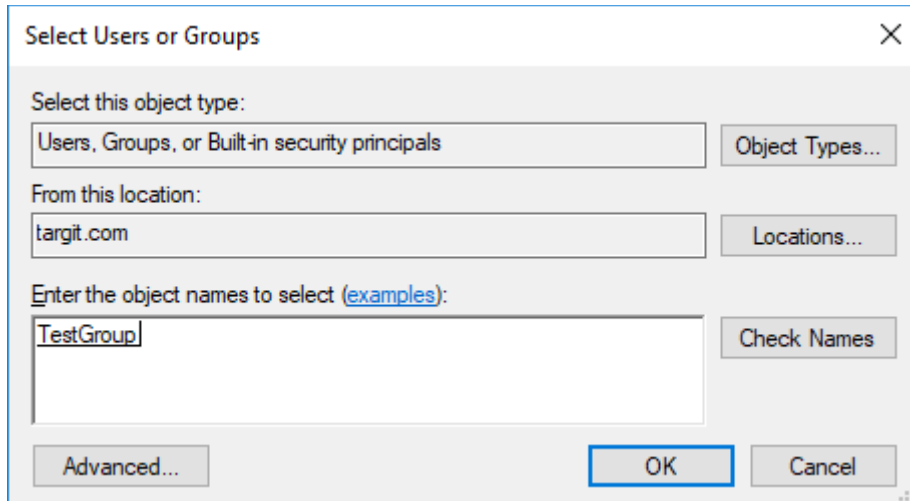 Select Users or Groups
Select this object type:
Users, Groups, or Built-in security principals
Object Types...
From this location:
targit.com
Locations...
Enter the object names to select (examples):
TestGroup
Check Names
Advanced...
OK
Cancel